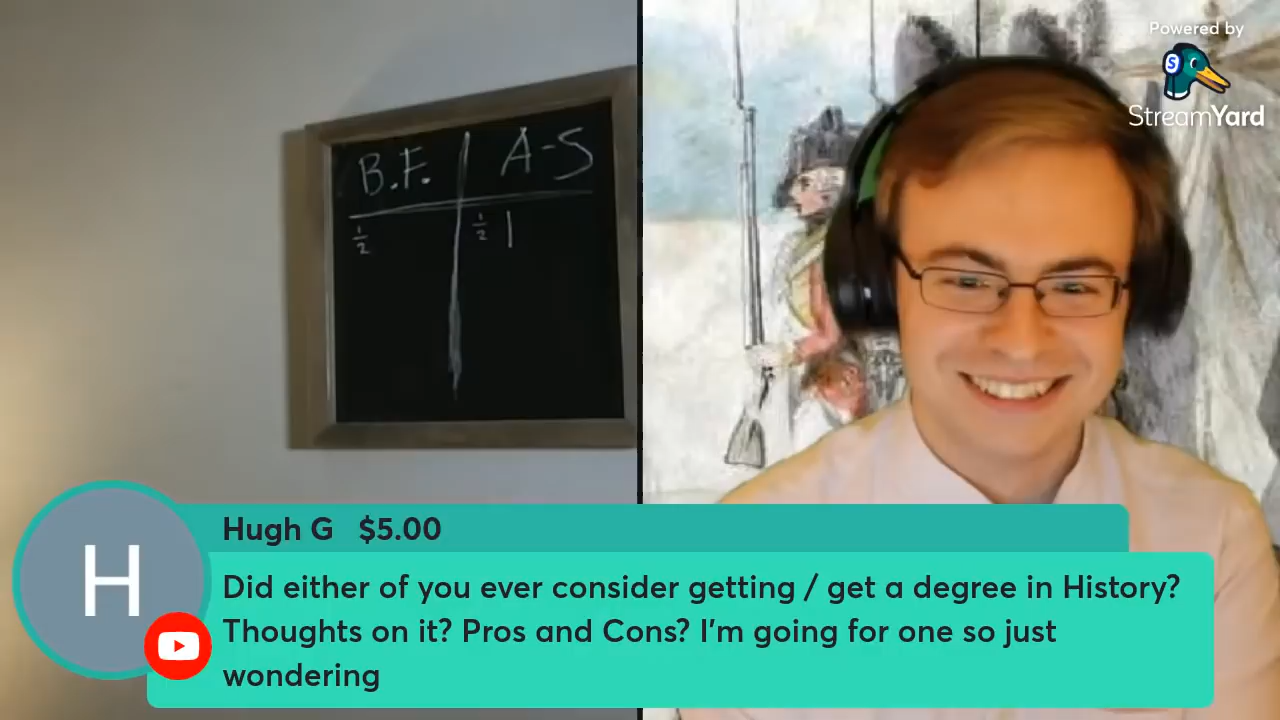 Powered by
StreamYard
B.F. A-S
½ ½ |
H
Hugh G $5.00
Did either of you ever consider getting / get a degree in History?
Thoughts on it? Pros and Cons? I'm going for one so just
wondering